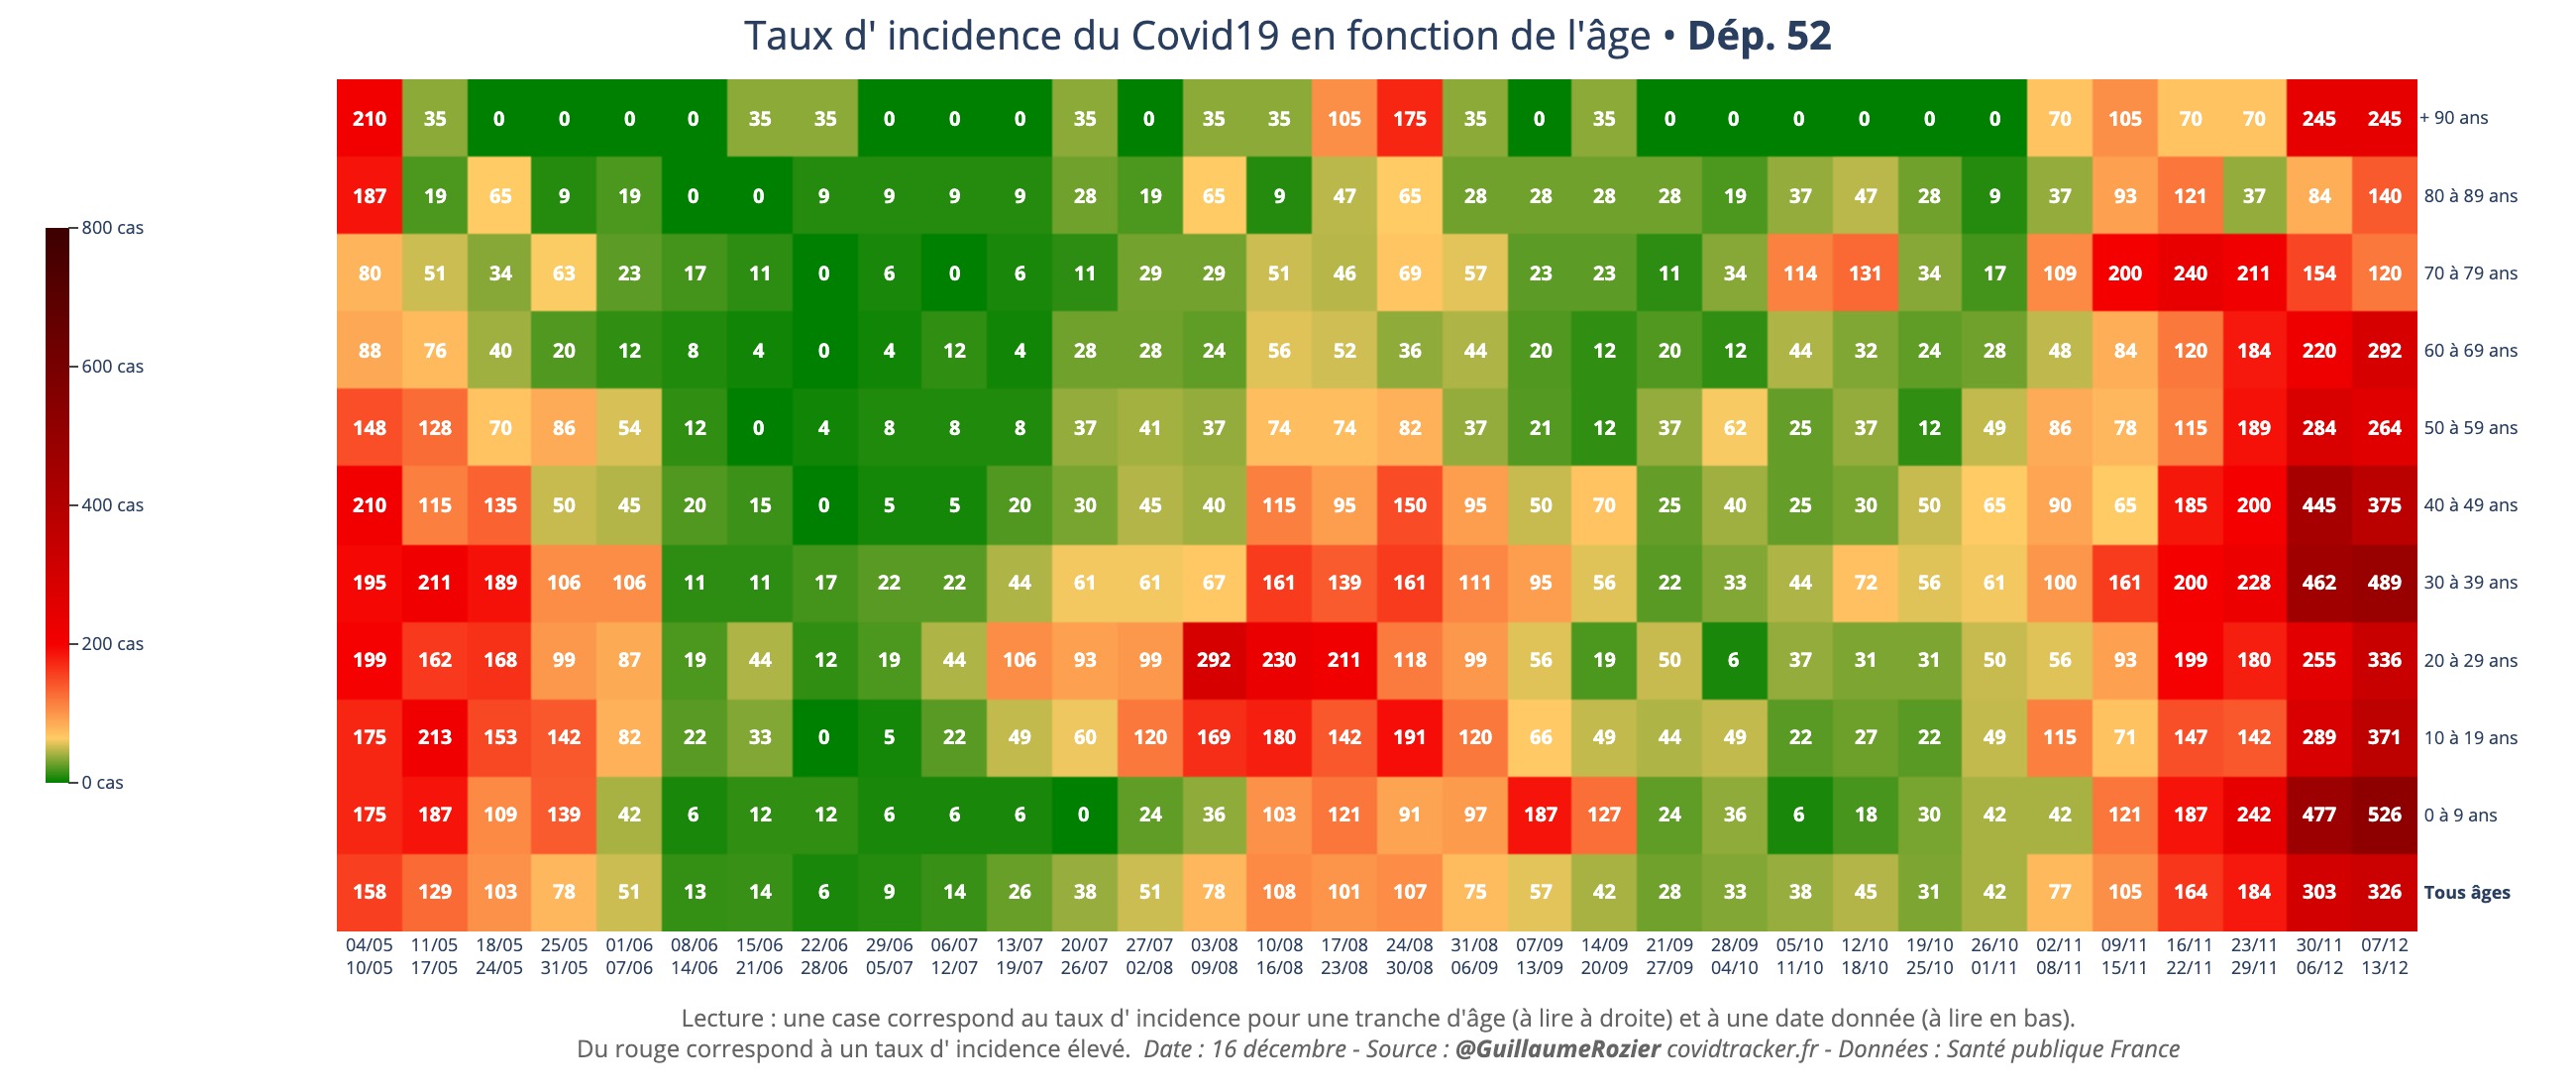 Taux d' incidence du Covid19 en fonction de l'âge • Dép. 52
800 cas
600 cas
400 cas
200 cas
0 cas
210 35 0 0 0 0 35 35 0 0 0 35 0 35 35 105 175 35 0 35 0 0 0 0 0 0 70 105 70 70 245 245 + 90 ans
187 19 65 9 19 0 0 9 9 9 9 28 19 65 9 47 65 28 28 28 28 19 37 47 28 9 37 93 121 37 84 140 80 à 89 ans
80 51 34 63 23 17 11 0 6 0 6 11 29 29 51 46 69 57 23 23 11 34 114 131 34 17 109 200 240 211 154 120 70 à 79 ans
88 76 40 20 12 8 4 0 4 12 4 28 28 24 56 52 36 44 20 12 20 12 44 32 24 28 48 84 120 184 220 292 60 à 69 ans
148 128 70 86 54 12 0 4 8 8 8 37 41 37 74 74 82 37 21 12 37 62 25 37 12 49 86 78 115 189 284 264 50 à 59 ans
210 115 135 50 45 20 15 0 5 5 20 30 45 40 115 95 150 95 50 70 25 40 25 30 50 65 90 65 185 200 445 375 40 à 49 ans
195 211 189 106 106 11 11 17 22 22 44 61 61 67 161 139 161 111 95 56 22 33 44 72 56 61 100 161 200 228 462 489 30 à 39 ans
199 162 168 99 87 19 44 12 19 44 106 93 99 292 230 211 118 99 56 19 50 6 37 31 31 50 56 93 199 180 255 336 20 à 29 ans
175 213 153 142 82 22 33 0 5 22 49 60 120 169 180 142 191 120 66 49 44 49 22 27 22 49 115 71 147 142 289 371 10 à 19 ans
175 187 109 139 42 6 12 12 6 6 6 0 24 36 103 121 91 97 187 127 24 36 6 18 30 42 42 121 187 242 477 526 0 à 9 ans
158 129 103 78 51 13 14 6 9 14 26 38 51 78 108 101 107 75 57 42 28 33 38 45 31 42 77 105 164 184 303 326 Tous âges
04/05 11/05 18/05 25/05 01/06 08/06 15/06 22/06 29/06 06/07 13/07 20/07 27/07 03/08 10/08 17/08 24/08 31/08 07/09 14/09 21/09 28/09 05/10 12/10 19/10 26/10 02/11 09/11 16/11 23/11 30/11 07/12
10/05 17/05 24/05 31/05 07/06 14/06 21/06 28/06 05/07 12/07 19/07 26/07 02/08 09/08 16/08 23/08 30/08 06/09 13/09 20/09 27/09 04/10 11/10 18/10 25/10 01/11 08/11 15/11 22/11 29/11 06/12 13/12
Lecture : une case correspond au taux d' incidence pour une tranche d'âge (à lire à droite) et à une date donnée (à lire en bas).
Du rouge correspond à un taux d' incidence élevé. Date : 16 décembre - Source : @GuillaumeRozier covidtracker.fr - Données : Santé publique France